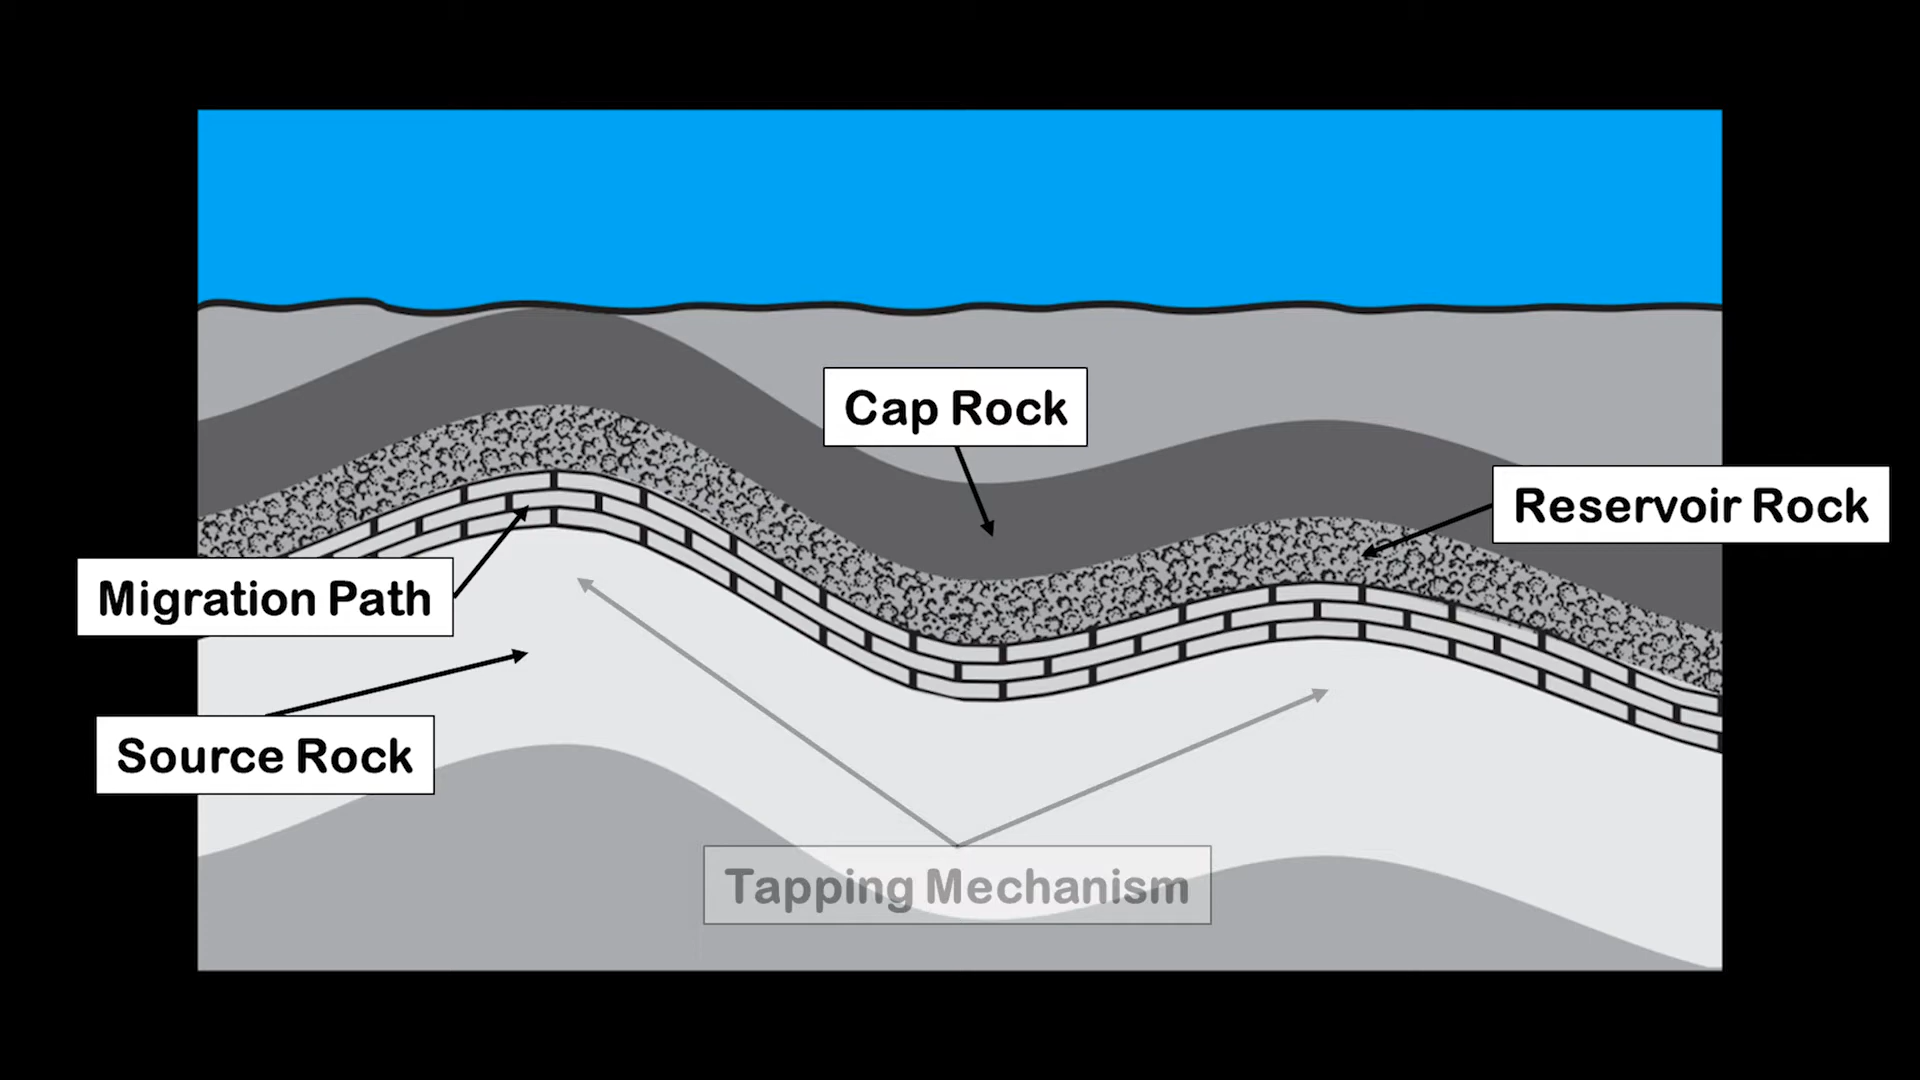 Cap Rock
Reservoir Rock
Migration Path
Source Rock
Tapping Mechanism